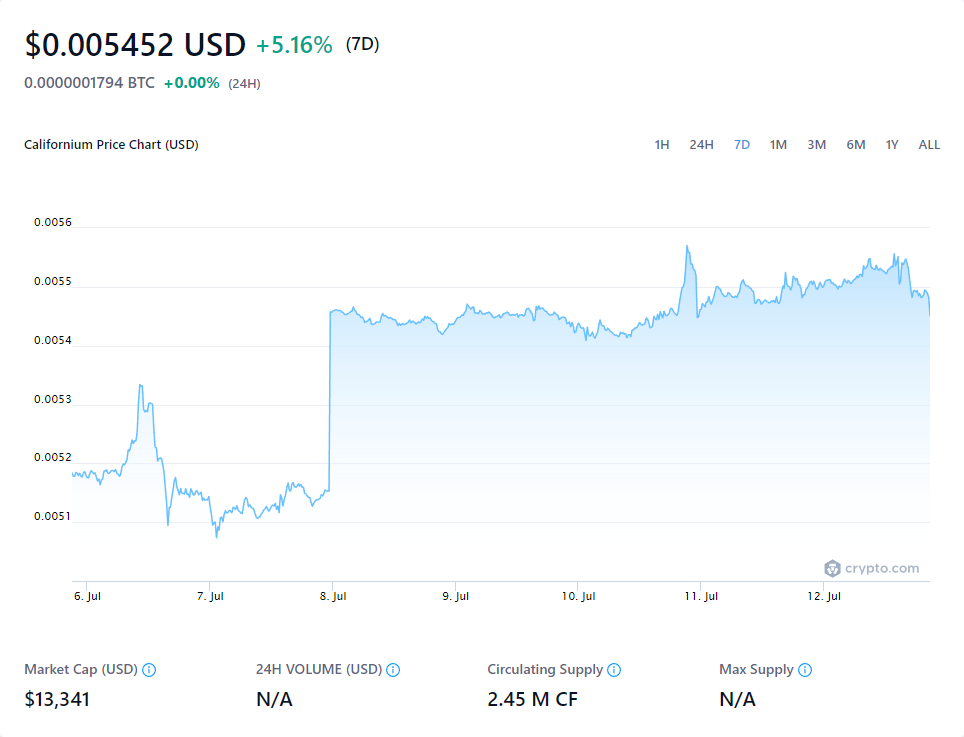 $0.005452 USD +5.16% (7D)
0.0000001794 BTC +0.00% (24H)
Californium Price Chart (USD) 1H 24H 7D 1M 3M 6M 1Y ALL
0.0056
0.0055
0.0054
0.0053
0.0052
0.0051
crypto.com
6. Jul 7. Jul 8. Jul 9. Jul 10. Jul 11. Jul 12. Jul
Market Cap (USD) 24H VOLUME (USD) Circulating Supply Max Supply
$13,341 N/A 2.45 M CF N/A